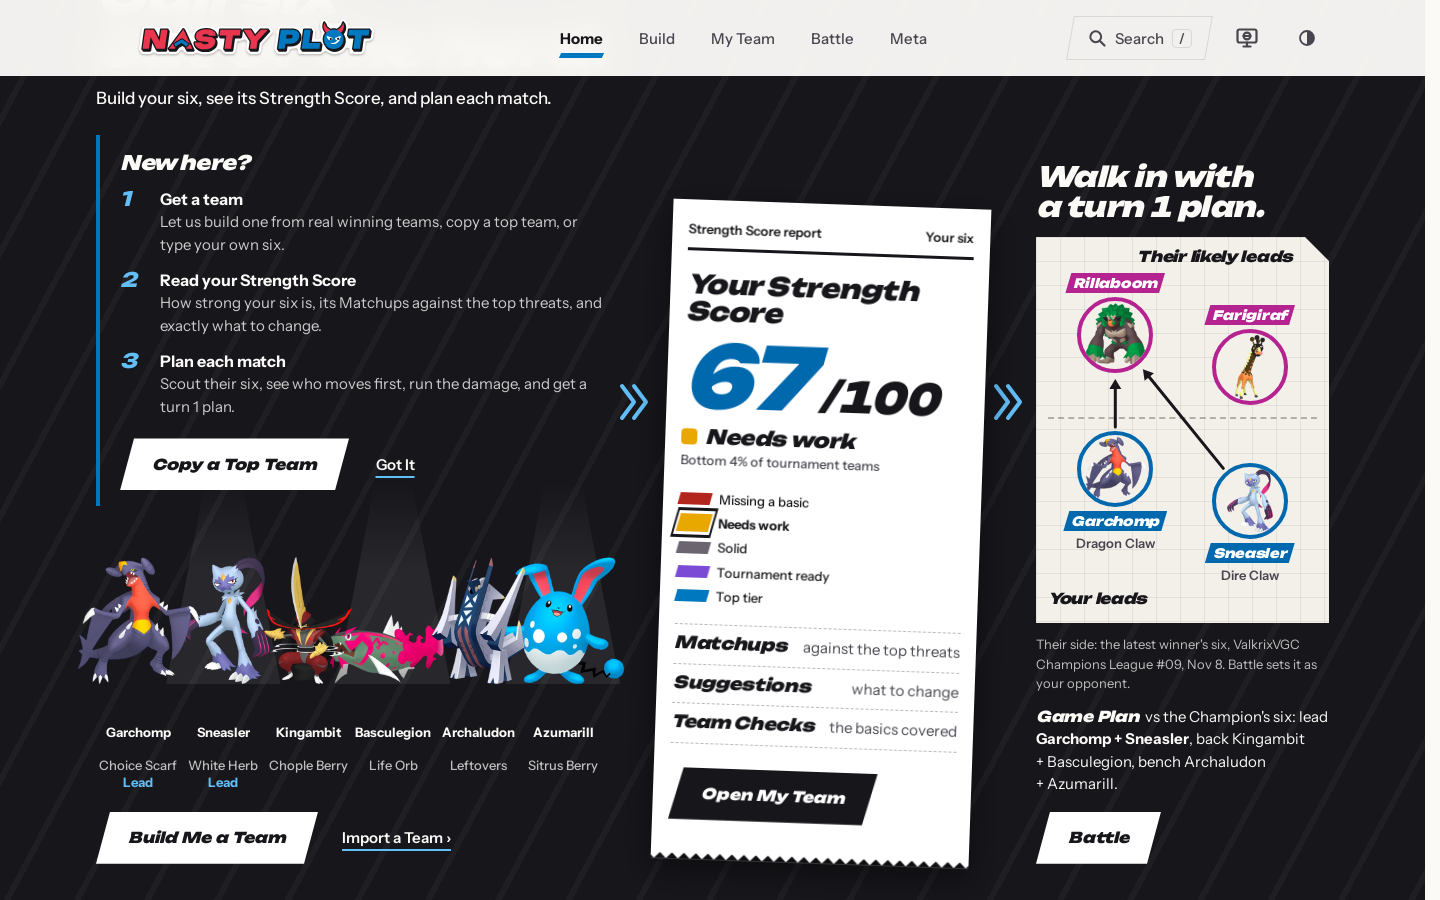 NASTY PLOT
Home
Build
My Team
Battle
Meta
Search /
Build your six, see its Strength Score, and plan each match.
New here?
1 Get a team
Let us build one from real winning teams, copy a top team, or
type your own six.
2 Read your Strength Score
How strong your six is, its Matchups against the top threats, and
exactly what to change.
3 Plan each match
Scout their six, see who moves first, run the damage, and get a
turn 1 plan.
Copy a Top Team
Got It
Garchomp
Sneasler
Kingambit
Basculegion
Archaludon
Azumarill
Choice Scarf
White Herb
Chople Berry
Life Orb
Leftovers
Sitrus Berry
Lead
Lead
Build Me a Team
Import a Team ›
Strength Score report
Your six
Your Strength
Score
67/100
Needs work
Bottom 4% of tournament teams
Missing a basic
Needs work
Solid
Tournament ready
Top tier
Matchups against the top threats
Suggestions what to change
Team Checks the basics covered
Open My Team
Walk in with
a turn 1 plan.
Their likely leads
Rillaboom
Farigiraf
Garchomp
Dragon Claw
Sneasler
Dire Claw
Your leads
Their side: the latest winner's six, ValkrixVGC
Champions League #09, Nov 8. Battle sets it as
your opponent.
Game Plan vs the Champion's six: lead
Garchomp + Sneasler, back Kingambit
+ Basculegion, bench Archaludon
+ Azumarill.
Battle